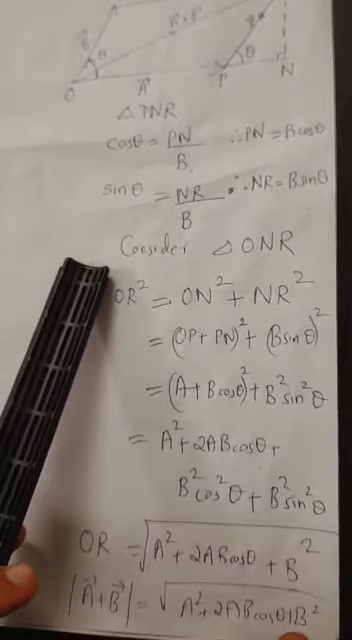 A⃗+B⃗
B⃗ θ B θ
O A⃗ P N
△ PNR
cosθ = PN/B ∴PN = Bcosθ
sinθ = NR/B ∴NR = Bsinθ
Consider △ ONR
OR² = ON² + NR²
= (OP + PN)² + (Bsinθ)²
= (A + Bcosθ)² + B²sin²θ
= A² + 2ABcosθ +
B²cos²θ + B²sin²θ
OR = √A² + 2ABcosθ + B²
|A⃗+B⃗| = √A² + 2ABcosθ + B²